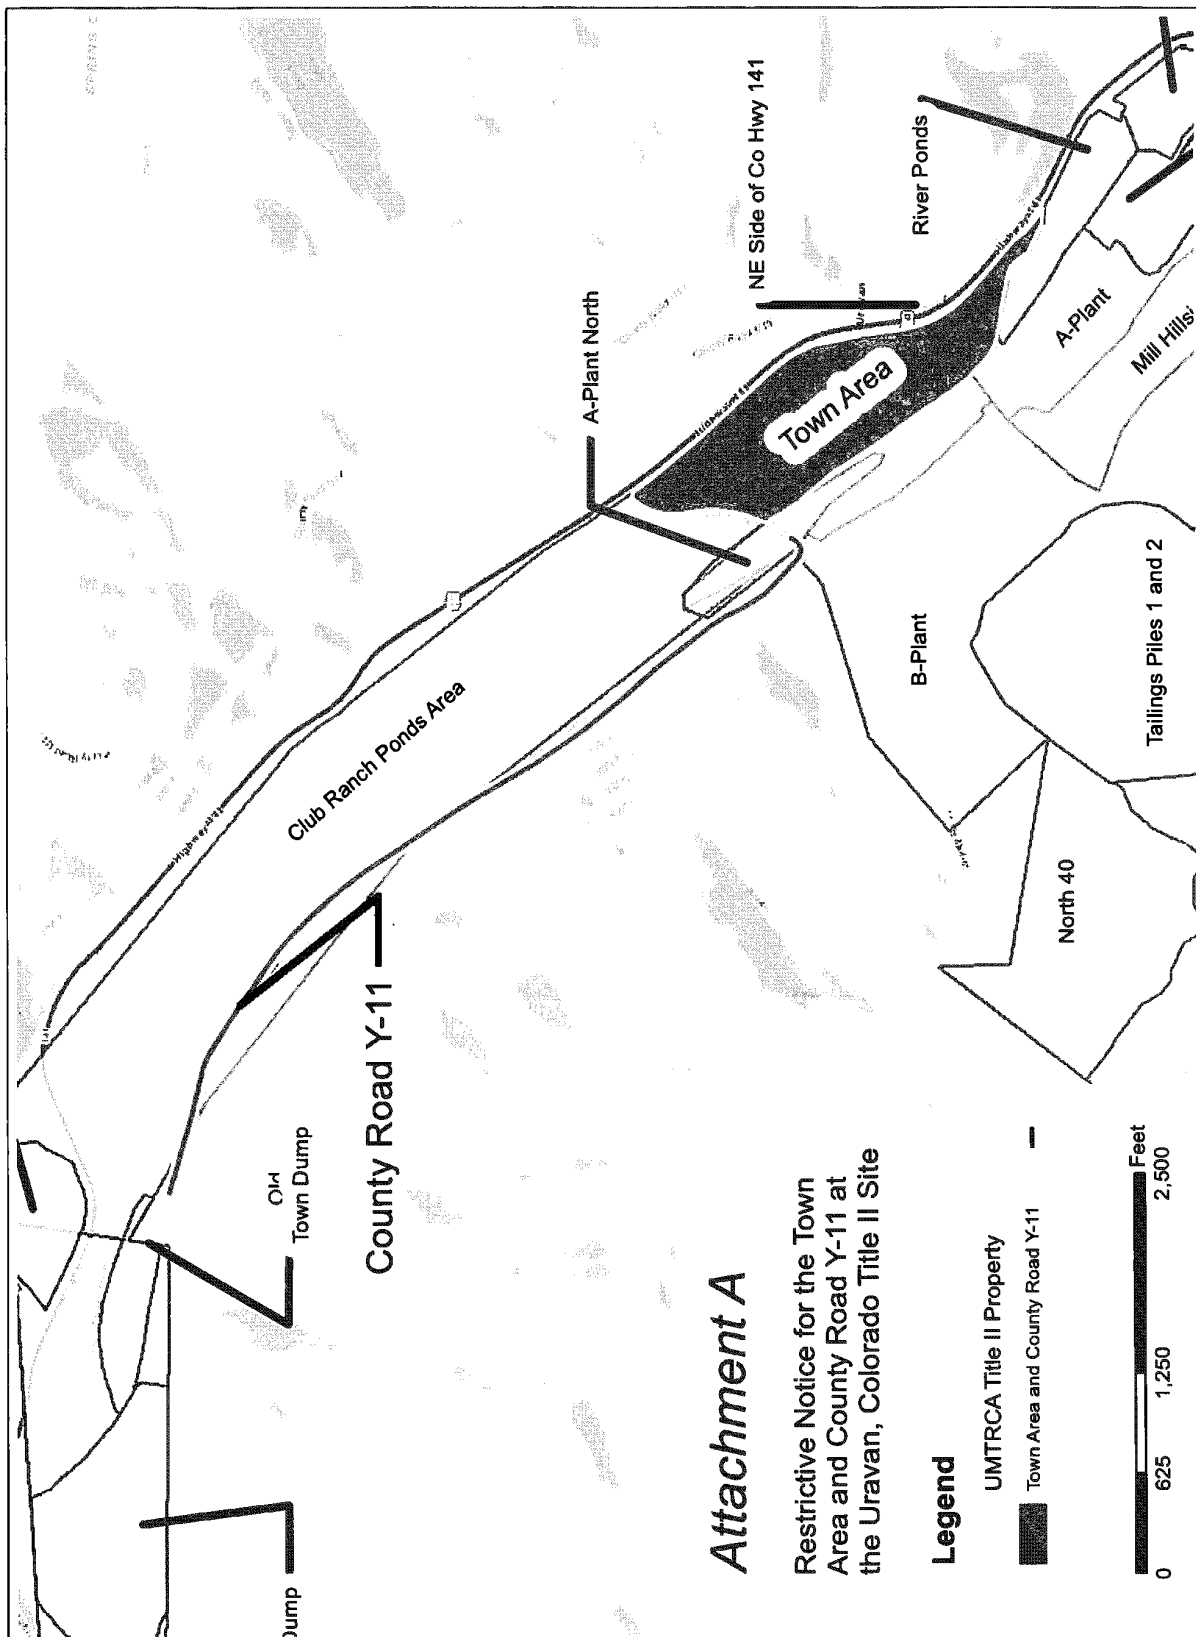 NE Side of Co Hwy 141
River Ponds
A-Plant North
Town Area
A-Plant
Mill Hillsi
Club Ranch Ponds Area
B-Plant
Tailings Piles 1 and 2
North 40
County Road Y-11
Old
Town Dump
Dump
Attachment A
Restrictive Notice for the Town
Area and County Road Y-11 at
the Uravan, Colorado Title II Site
Legend
UMTRCA Title II Property
Town Area and County Road Y-11
Feet
0 625 1,250 2,500